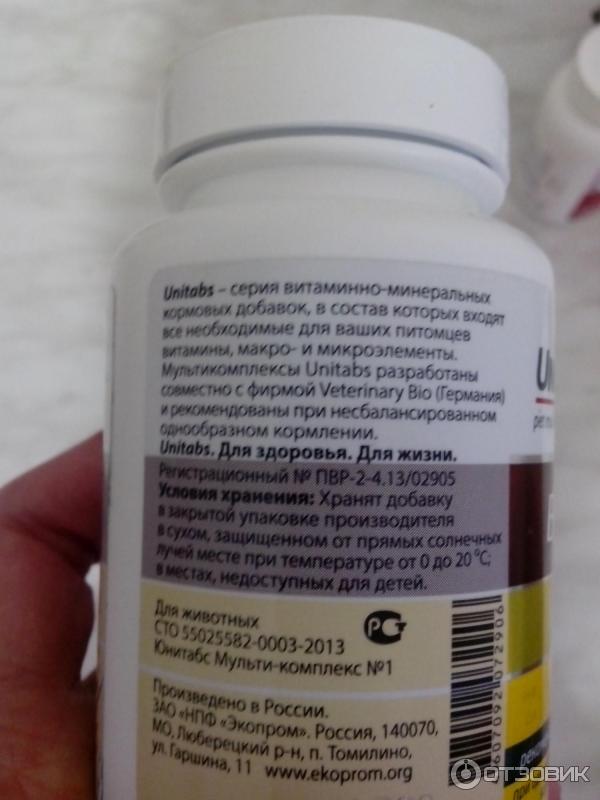 Unitabs – серия витаминно-минеральных
кормовых добавок, в состав которых входят
все необходимые для ваших питомцев
витамины, макро- и микроэлементы.
Мультикомплексы Unitabs разработаны
совместно с фирмой Veterinary Bio (Германия)
и рекомендованы при несбалансированном
однообразном кормлении.
Unitabs. Для здоровья. Для жизни.
Регистрационный № ПВР-2-4.13/02905
Условия хранения: Хранят добавку
в закрытой упаковке производителя
в сухом, защищенном от прямых солнечных
лучей месте при температуре от 0 до 20 °C;
в местах, недоступных для детей.
Для животных
СТО 55025582-0003-2013
Юнитабс Мульти-комплекс №1
Произведено в России.
ЗАО «НПФ «Экопром». Россия, 140070,
МО, Люберецкий р-н, п. Томилино,
ул. Гаршина, 11 www.ekoprom.org
607092 072906
ОТЗОВИК